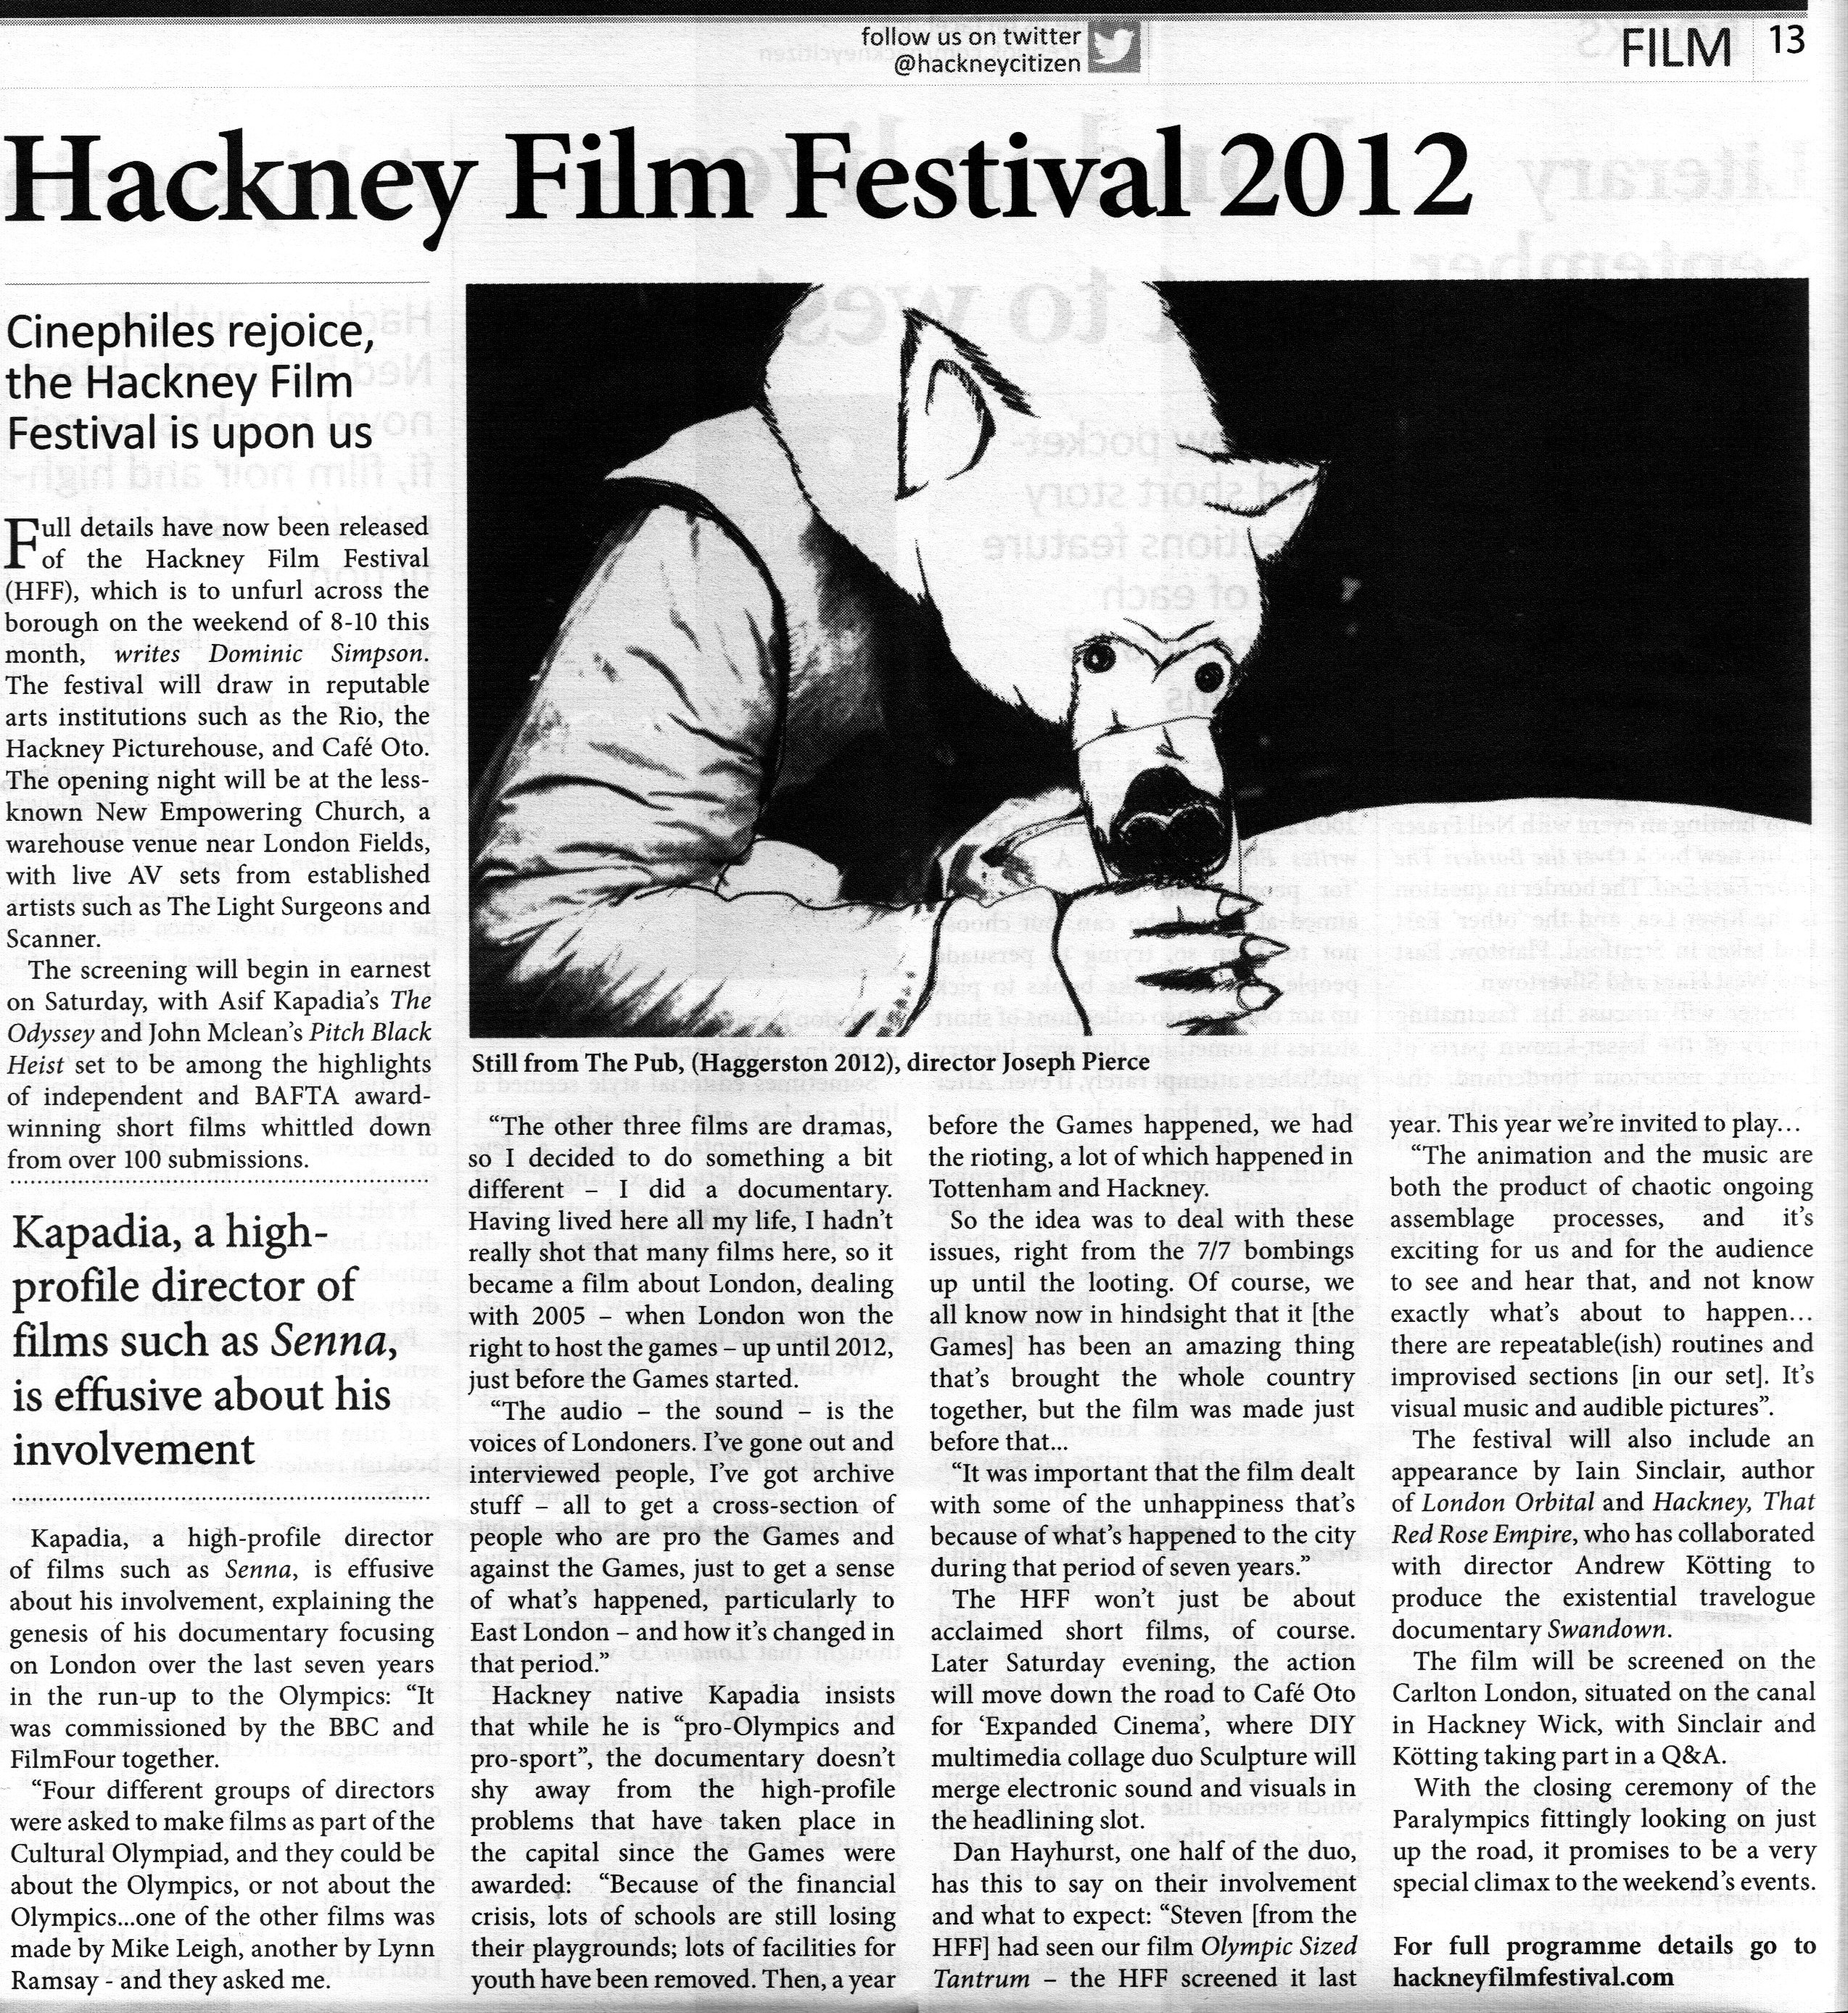 follow us on twitter
@hackneycitizen
FILM 13
Hackney Film Festival 2012
Cinephiles rejoice,
the Hackney Film
Festival is upon us
Full details have now been released
of the Hackney Film Festival
(HFF), which is to unfurl across the
borough on the weekend of 8-10 this
month, writes Dominic Simpson.
The festival will draw in reputable
arts institutions such as the Rio, the
Hackney Picturehouse, and Café Oto.
The opening night will be at the less-
known New Empowering Church, a
warehouse venue near London Fields,
with live AV sets from established
artists such as The Light Surgeons and
Scanner.
The screening will begin in earnest
on Saturday, with Asif Kapadia's The
Odyssey and John Mclean's Pitch Black
Heist set to be among the highlights
of independent and BAFTA award-
winning short films whittled down
from over 100 submissions.
Kapadia, a high-
profile director of
films such as Senna,
is effusive about his
involvement
Kapadia, a high-profile director
of films such as Senna, is effusive
about his involvement, explaining the
genesis of his documentary focusing
on London over the last seven years
in the run-up to the Olympics: “It
was commissioned by the BBC and
FilmFour together.
“Four different groups of directors
were asked to make films as part of the
Cultural Olympiad, and they could be
about the Olympics, or not about the
Olympics...one of the other films was
made by Mike Leigh, another by Lynn
Ramsay - and they asked me.
Still from The Pub, (Haggerston 2012), director Joseph Pierce
“The other three films are dramas,
so I decided to do something a bit
different – I did a documentary.
Having lived here all my life, I hadn't
really shot that many films here, so it
became a film about London, dealing
with 2005 – when London won the
right to host the games – up until 2012,
just before the Games started.
“The audio – the sound – is the
voices of Londoners. I've gone out and
interviewed people, I've got archive
stuff – all to get a cross-section of
people who are pro the Games and
against the Games, just to get a sense
of what's happened, particularly to
East London – and how it's changed in
that period.”
Hackney native Kapadia insists
that while he is “pro-Olympics and
pro-sport”, the documentary doesn't
shy away from the high-profile
problems that have taken place in
the capital since the Games were
awarded: “Because of the financial
crisis, lots of schools are still losing
their playgrounds; lots of facilities for
youth have been removed. Then, a year
before the Games happened, we had
the rioting, a lot of which happened in
Tottenham and Hackney.
So the idea was to deal with these
issues, right from the 7/7 bombings
up until the looting. Of course, we
all know now in hindsight that it [the
Games] has been an amazing thing
that's brought the whole country
together, but the film was made just
before that...
“It was important that the film dealt
with some of the unhappiness that's
because of what's happened to the city
during that period of seven years.”
The HFF won't just be about
acclaimed short films, of course.
Later Saturday evening, the action
will move down the road to Café Oto
for ‘Expanded Cinema’, where DIY
multimedia collage duo Sculpture will
merge electronic sound and visuals in
the headlining slot.
Dan Hayhurst, one half of the duo,
has this to say on their involvement
and what to expect: “Steven [from the
HFF] had seen our film Olympic Sized
Tantrum – the HFF screened it last
year. This year we're invited to play...
“The animation and the music are
both the product of chaotic ongoing
assemblage processes, and it's
exciting for us and for the audience
to see and hear that, and not know
exactly what's about to happen...
there are repeatable(ish) routines and
improvised sections [in our set]. It's
visual music and audible pictures”.
The festival will also include an
appearance by Iain Sinclair, author
of London Orbital and Hackney, That
Red Rose Empire, who has collaborated
with director Andrew Kötting to
produce the existential travelogue
documentary Swandown.
The film will be screened on the
Carlton London, situated on the canal
in Hackney Wick, with Sinclair and
Kötting taking part in a Q&A.
With the closing ceremony of the
Paralympics fittingly looking on just
up the road, it promises to be a very
special climax to the weekend's events.
For full programme details go to
hackneyfilmfestival.com